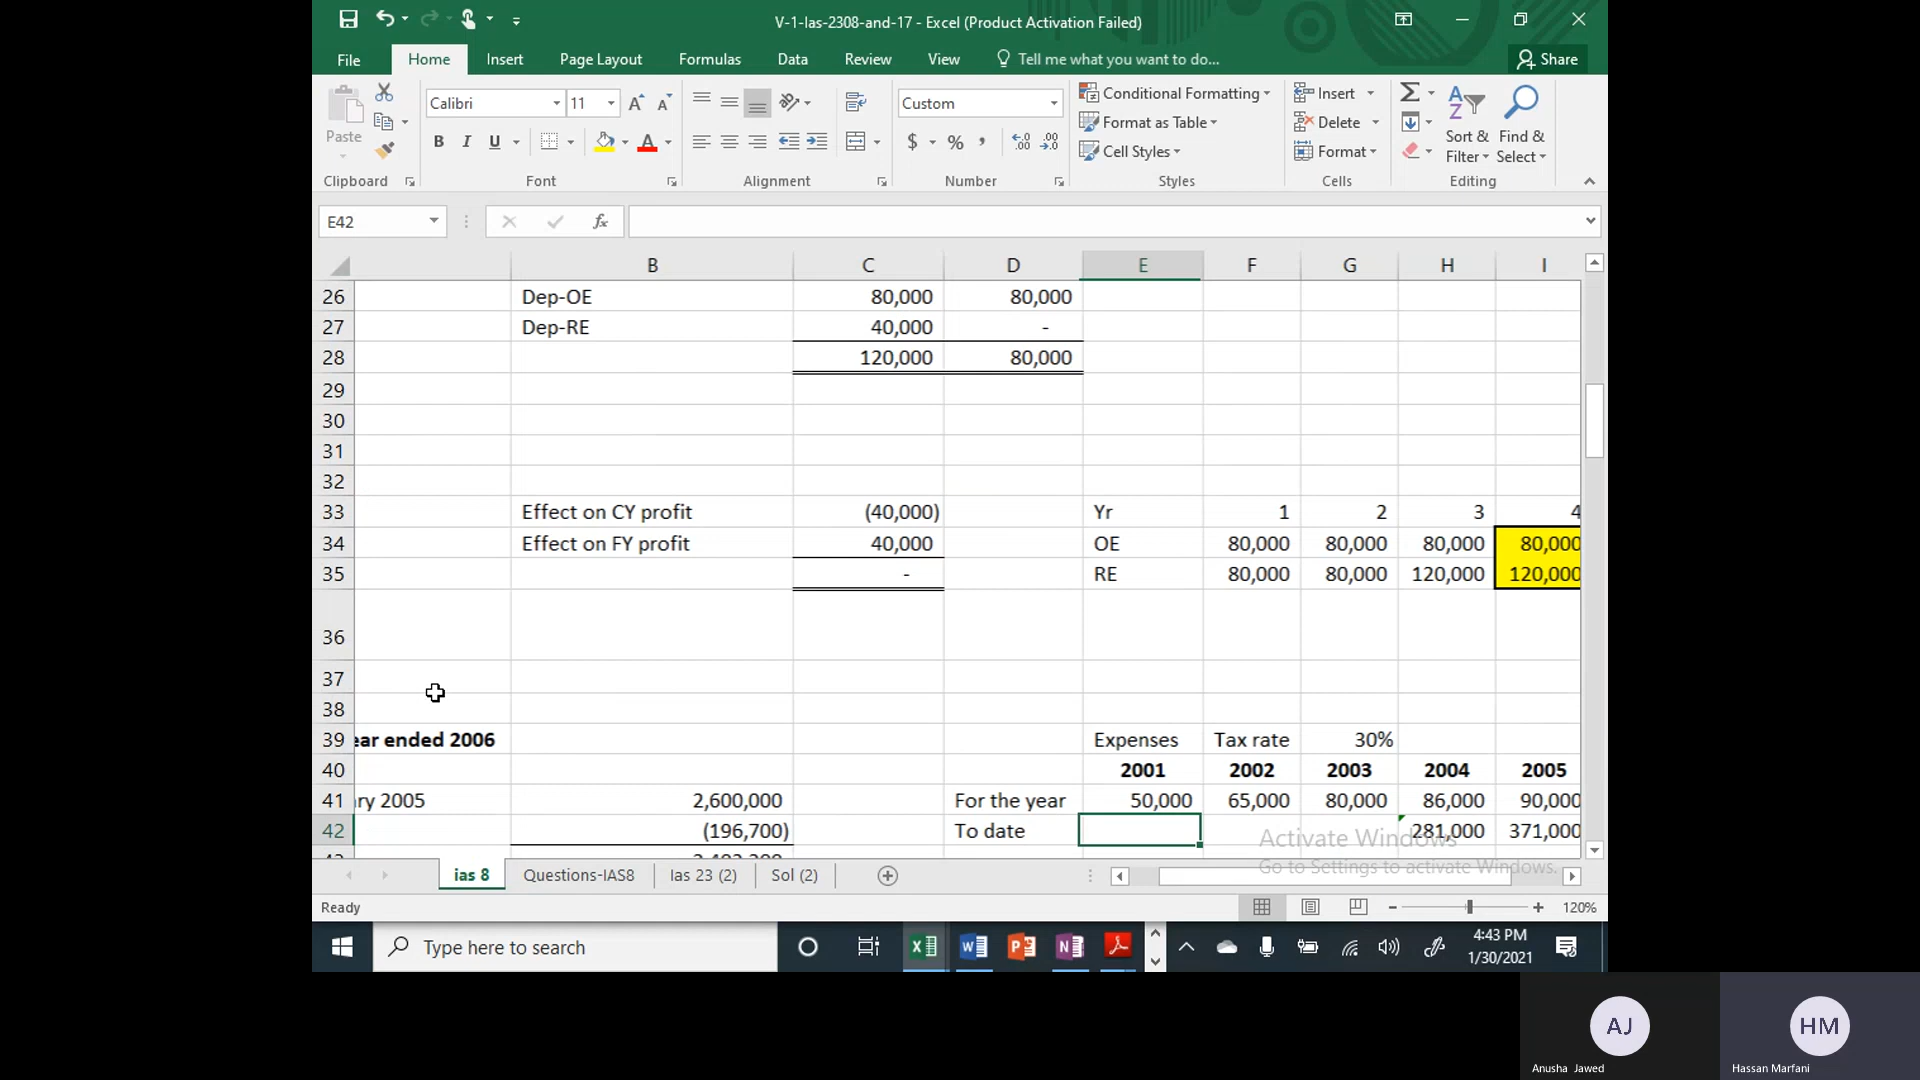 V-1-Ias-2308-and-17 - Excel (Product Activation Failed)
File Home Insert Page Layout Formulas Data Review View Tell me what you want to do... Share
Calibri 11 Custom
Paste
B I U $ %
Conditional Formatting
Format as Table
Cell Styles
Insert
Delete
Format
Sort & Filter
Find & Select
Clipboard Font Alignment Number Styles Cells Editing
E42 fx
B C D E F G H I
26 Dep-OE 80,000 80,000
27 Dep-RE 40,000 -
28 120,000 80,000
29
30
31
32
33 Effect on CY profit (40,000) Yr 1 2 3 4
34 Effect on FY profit 40,000 OE 80,000 80,000 80,000 80,000
35 - RE 80,000 80,000 120,000 120,000
36
37
38
39 ear ended 2006 Expenses Tax rate 30%
40 2001 2002 2003 2004 2005
41 ry 2005 2,600,000 For the year 50,000 65,000 80,000 86,000 90,000
42 (196,700) To date 281,000 371,000
Activate Windows
Go to Settings to activate Windows.
ias 8 Questions-IAS8 Ias 23 (2) Sol (2)
Ready 120%
Type here to search
4:43 PM
1/30/2021
AJ HM
Anusha Jawed Hassan Marfani